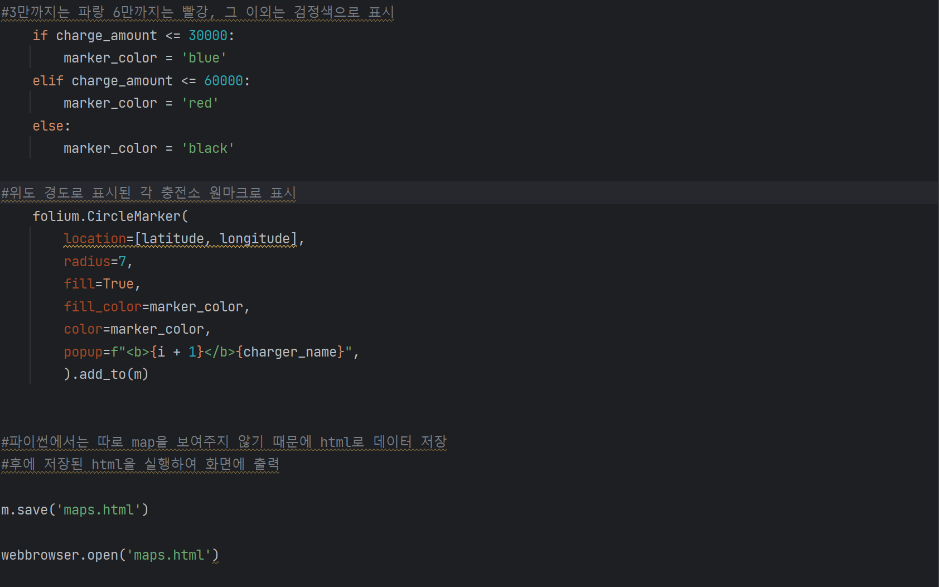 #3만까지는 파랑 6만까지는 빨강, 그 이외는 검정색으로 표시
if charge_amount <= 30000:
marker_color = 'blue'
elif charge_amount <= 60000:
marker_color = 'red'
else:
marker_color = 'black'
#위도 경도로 표시된 각 충전소 원마크로 표시
folium.CircleMarker(
location=[latitude, longitude],
radius=7,
fill=True,
fill_color=marker_color,
color=marker_color,
popup=f"<b>{i + 1}</b>{charger_name}",
).add_to(m)
#파이썬에서는 따로 map을 보여주지 않기 때문에 html로 데이터 저장
#후에 저장된 html을 실행하여 화면에 출력
m.save('maps.html')
webbrowser.open('maps.html')